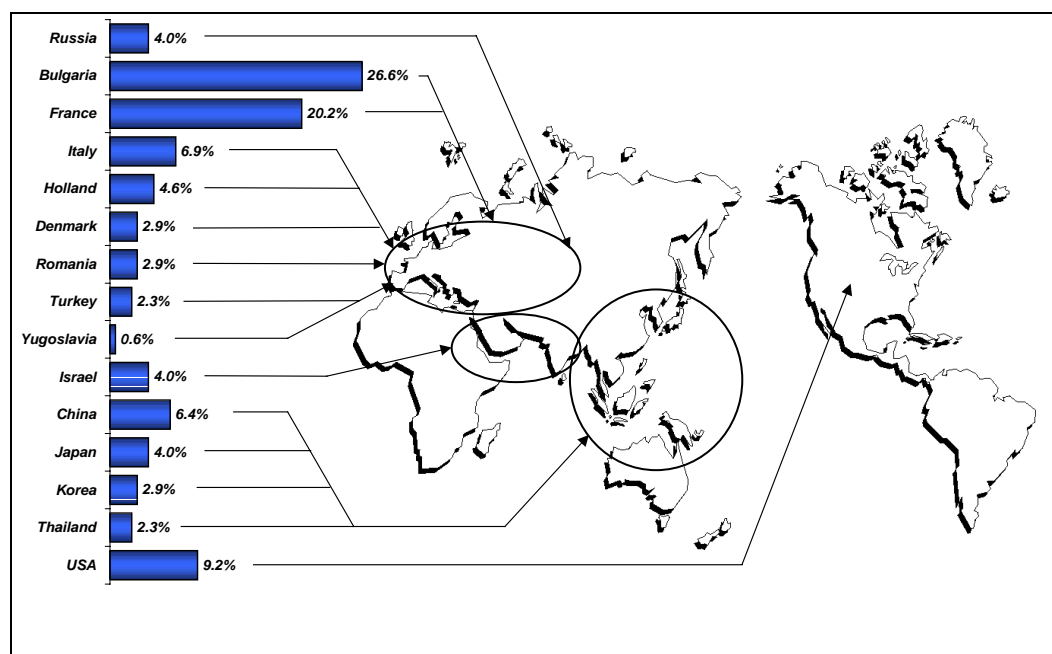 Russia 4.0%
Bulgaria 26.6%
France 20.2%
Italy 6.9%
Holland 4.6%
Denmark 2.9%
Romania 2.9%
Turkey 2.3%
Yugoslavia 0.6%
Israel 4.0%
China 6.4%
Japan 4.0%
Korea 2.9%
Thailand 2.3%
USA 9.2%